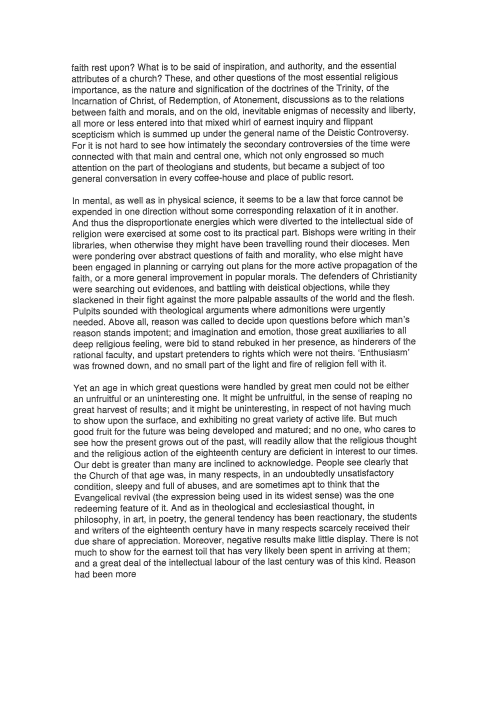 faith rest upon? What is to be said of inspiration, and authority, and the essential
attributes of a church? These, and other questions of the most essential religious
importance, as the nature and signification of the doctrines of the Trinity, of the
Incarnation of Christ, of Redemption, of Atonement, discussions as to the relations
between faith and morals, and on the old, inevitable enigmas of necessity and liberty,
all more or less entered into that mixed whirl of earnest inquiry and flippant
scepticism which is summed up under the general name of the Deistic Controversy.
For it is not hard to see how intimately the secondary controversies of the time were
connected with that main and central one, which not only engrossed so much
attention on the part of theologians and students, but became a subject of too
general conversation in every coffee-house and place of public resort.

In mental, as well as in physical science, it seems to be a law that force cannot be
expended in one direction without some corresponding relaxation of it in another.
And thus the disproportionate energies which were diverted to the intellectual side of
religion were exercised at some cost to its practical part. Bishops were writing in their
libraries, when otherwise they might have been travelling round their dioceses. Men
were pondering over abstract questions of faith and morality, who else might have
been engaged in planning or carrying out plans for the more active propagation of the
faith, or a more general improvement in popular morals. The defenders of Christianity
were searching out evidences, and battling with deistical objections, while they
slackened in their fight against the more palpable assaults of the world and the flesh.
Pulpits sounded with theological arguments where admonitions were urgently
needed. Above all, reason was called to decide upon questions before which man's
reason stands impotent; and imagination and emotion, those great auxiliaries to all
deep religious feeling, were bid to stand rebuked in her presence, as hinderers of the
rational faculty, and upstart pretenders to rights which were not theirs. 'Enthusiasm'
was frowned down, and no small part of the light and fire of religion fell with it.

Yet an age in which great questions were handled by great men could not be either
an unfruitful or an uninteresting one. It might be unfruitful, in the sense of reaping no
great harvest of results; and it might be uninteresting, in respect of not having much
to show upon the surface, and exhibiting no great variety of active life. But much
good fruit for the future was being developed and matured; and no one, who cares to
see how the present grows out of the past, will readily allow that the religious thought
and the religious action of the eighteenth century are deficient in interest to our times.
Our debt is greater than many are inclined to acknowledge. People see clearly that
the Church of that age was, in many respects, in an undoubtedly unsatisfactory
condition, sleepy and full of abuses, and are sometimes apt to think that the
Evangelical revival (the expression being used in its widest sense) was the one
redeeming feature of it. And as in theological and ecclesiastical thought, in
philosophy, in art, in poetry, the general tendency has been reactionary, the students
and writers of the eighteenth century have in many respects scarcely received their
due share of appreciation. Moreover, negative results make little display. There is not
much to show for the earnest toil that has very likely been spent in arriving at them;
and a great deal of the intellectual labour of the last century was of this kind. Reason
had been more